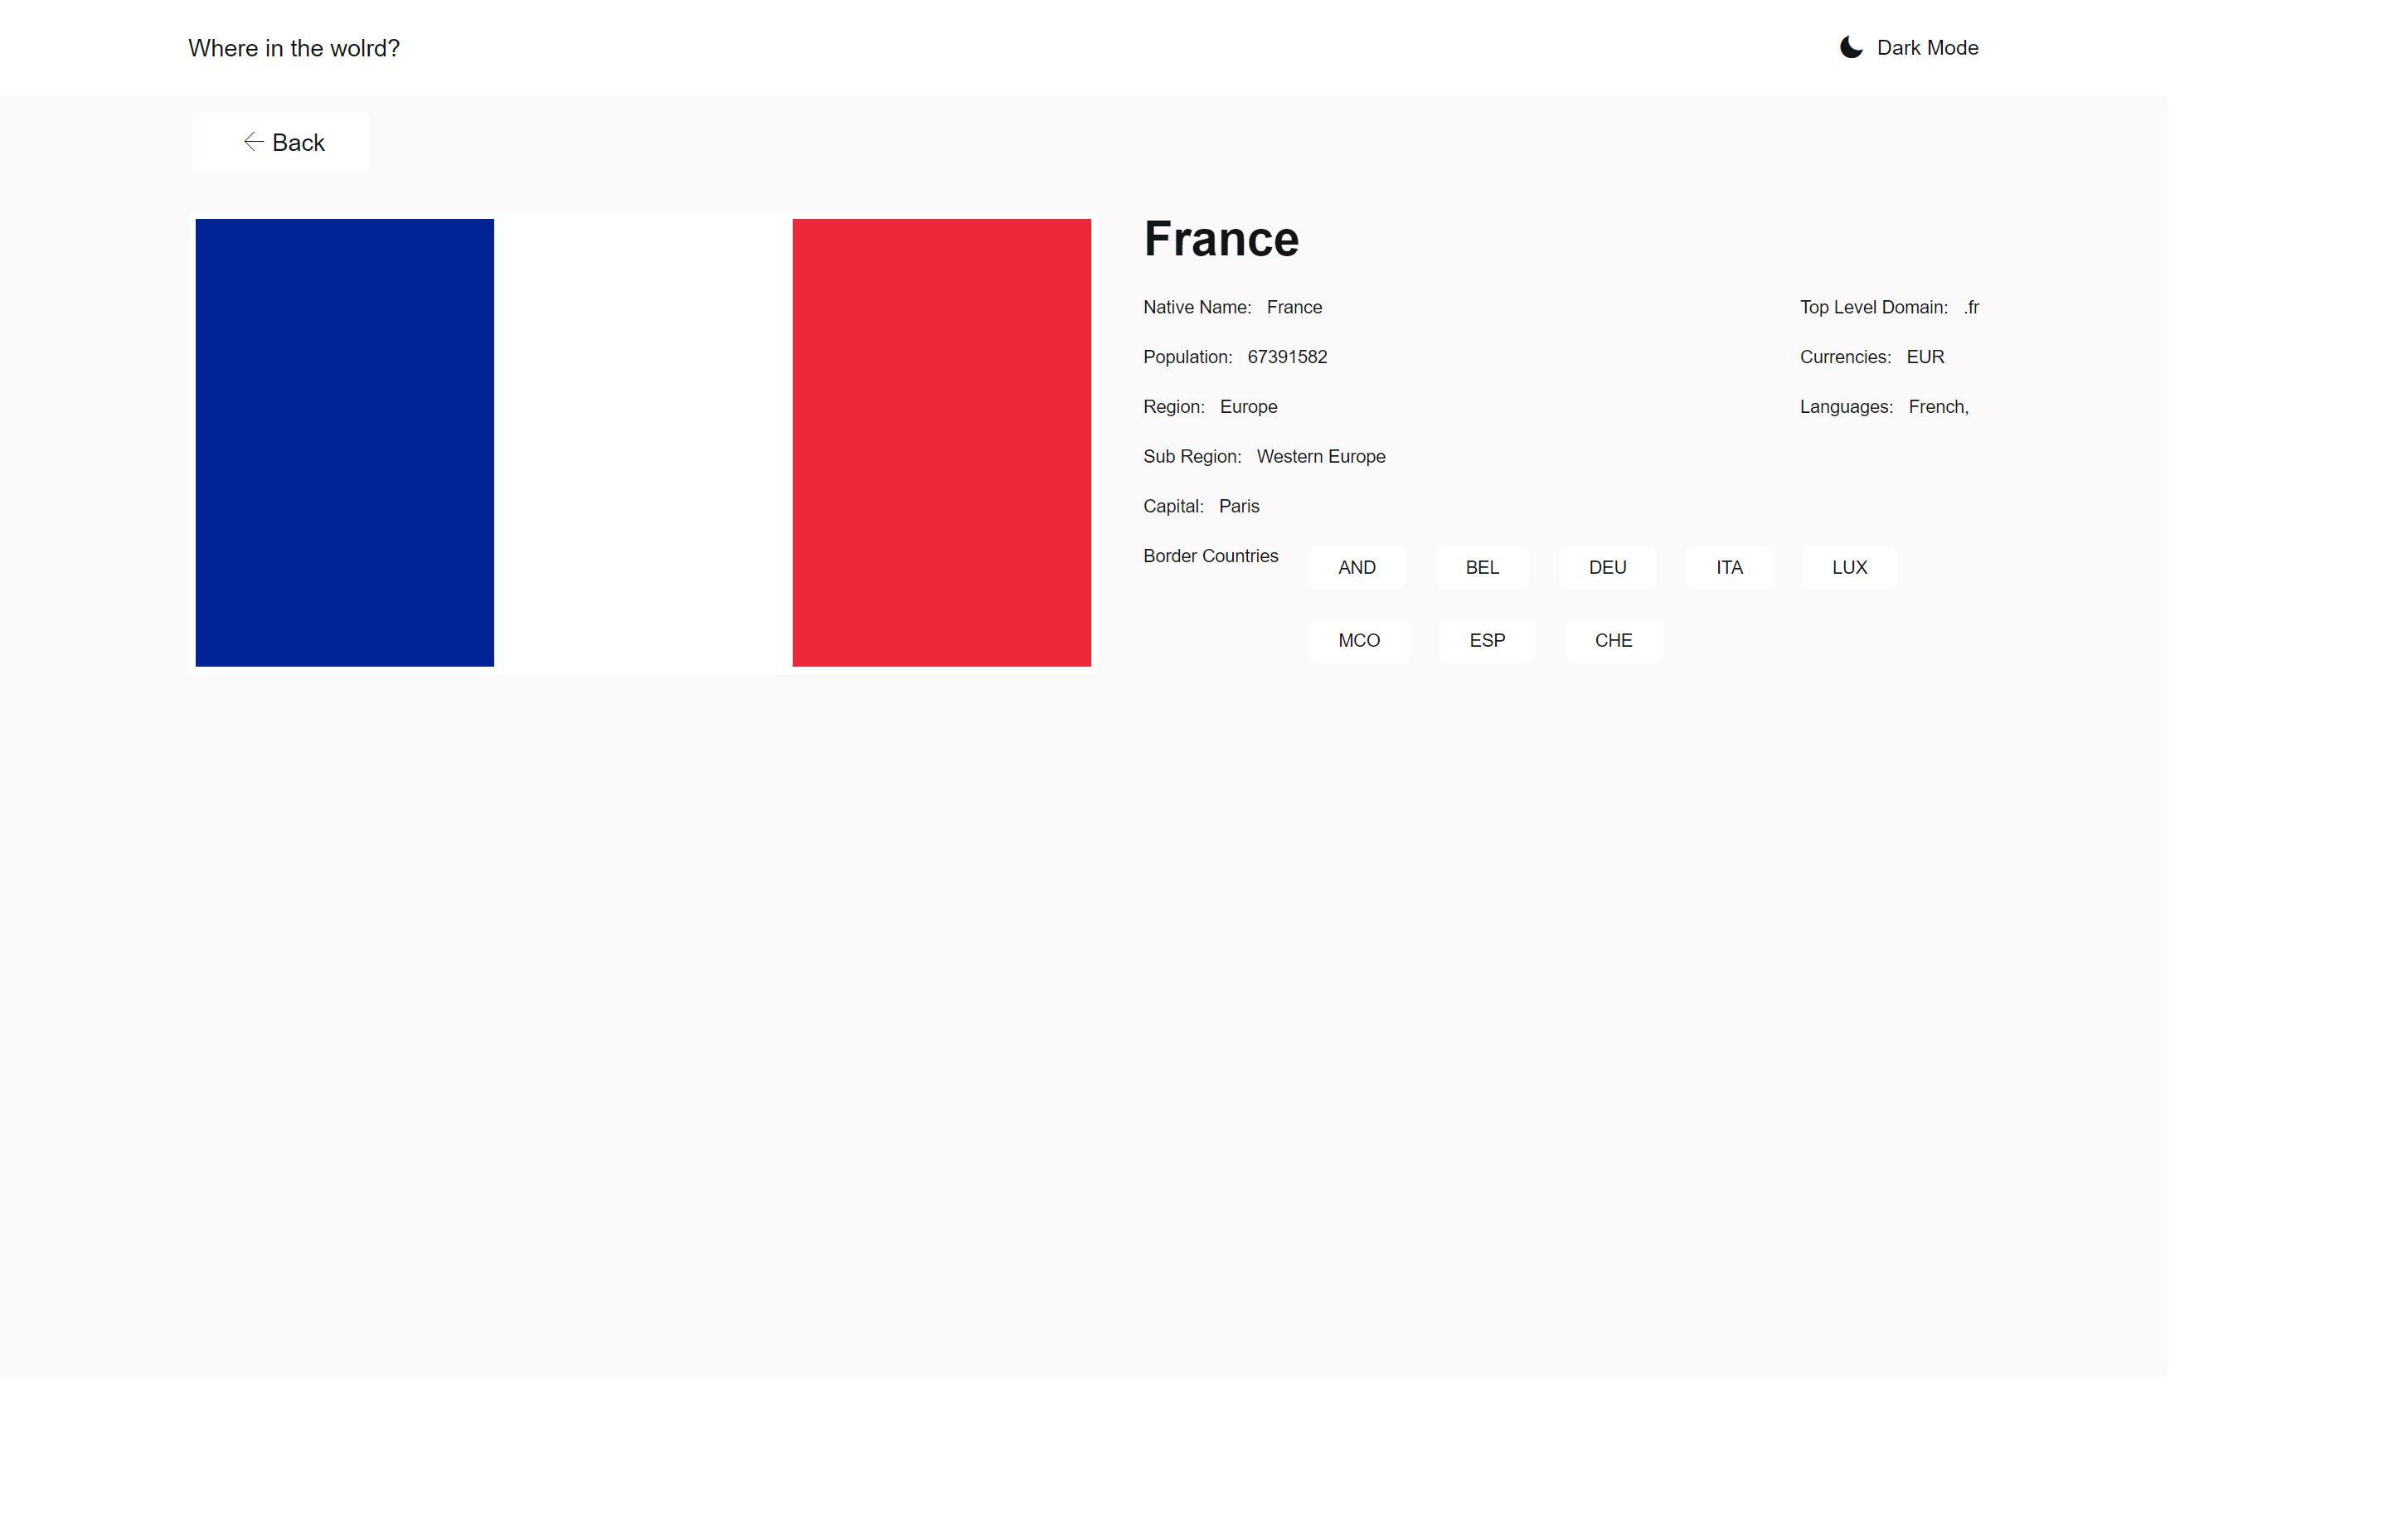 Where in the wolrd?
Dark Mode
Back
France
Native Name: France
Population: 67391582
Region: Europe
Sub Region: Western Europe
Capital: Paris
Top Level Domain: .fr
Currencies: EUR
Languages: French,
Border Countries
AND BEL DEU ITA LUX
MCO ESP CHE